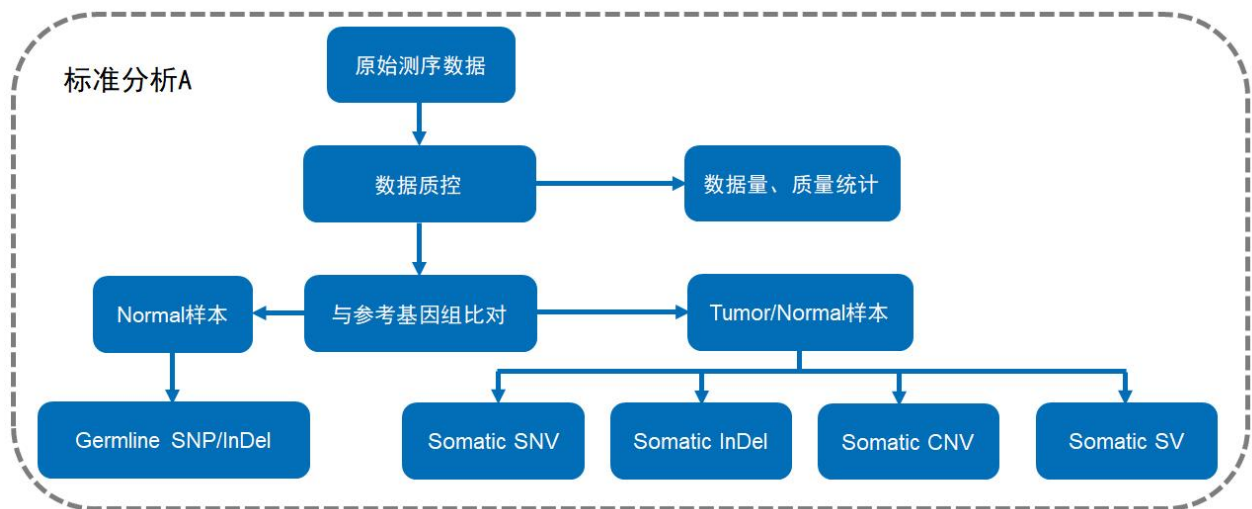 标准分析A
原始测序数据
数据质控
数据量、质量统计
Normal样本
与参考基因组比对
Tumor/Normal样本
Germline SNP/InDel
Somatic SNV
Somatic InDel
Somatic CNV
Somatic SV